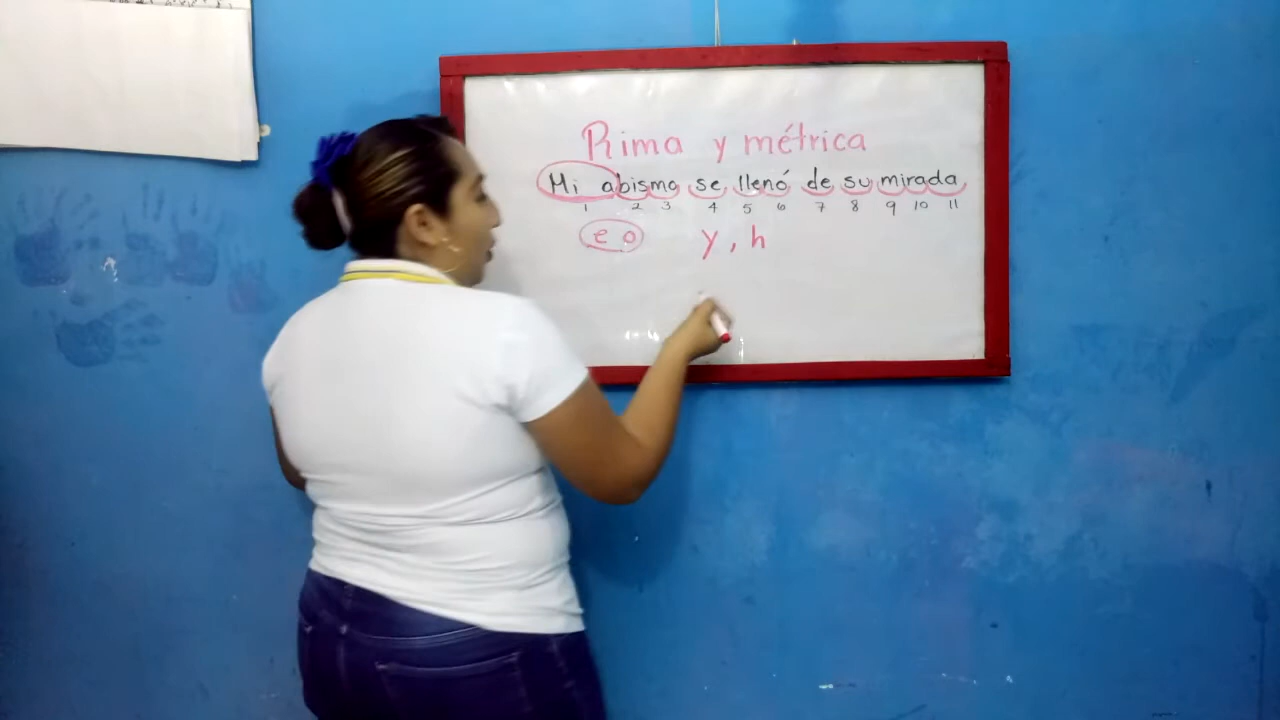 Rima y métrica
Mi abismo se llenó de su mirada
1 2 3 4 5 6 7 8 9 10 11
e o y, h